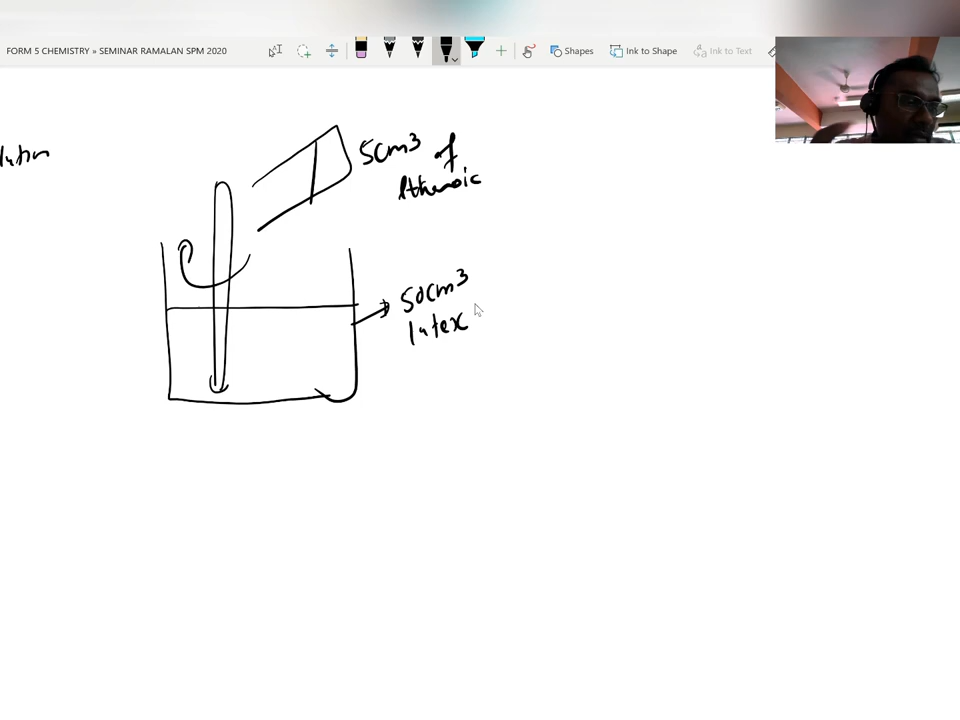 FORM 5 CHEMISTRY » SEMINAR RAMALAN SPM 2020
Shapes
Ink to Shape
Ink to Text
5cm³ of
ethanoic
50cm³
latex